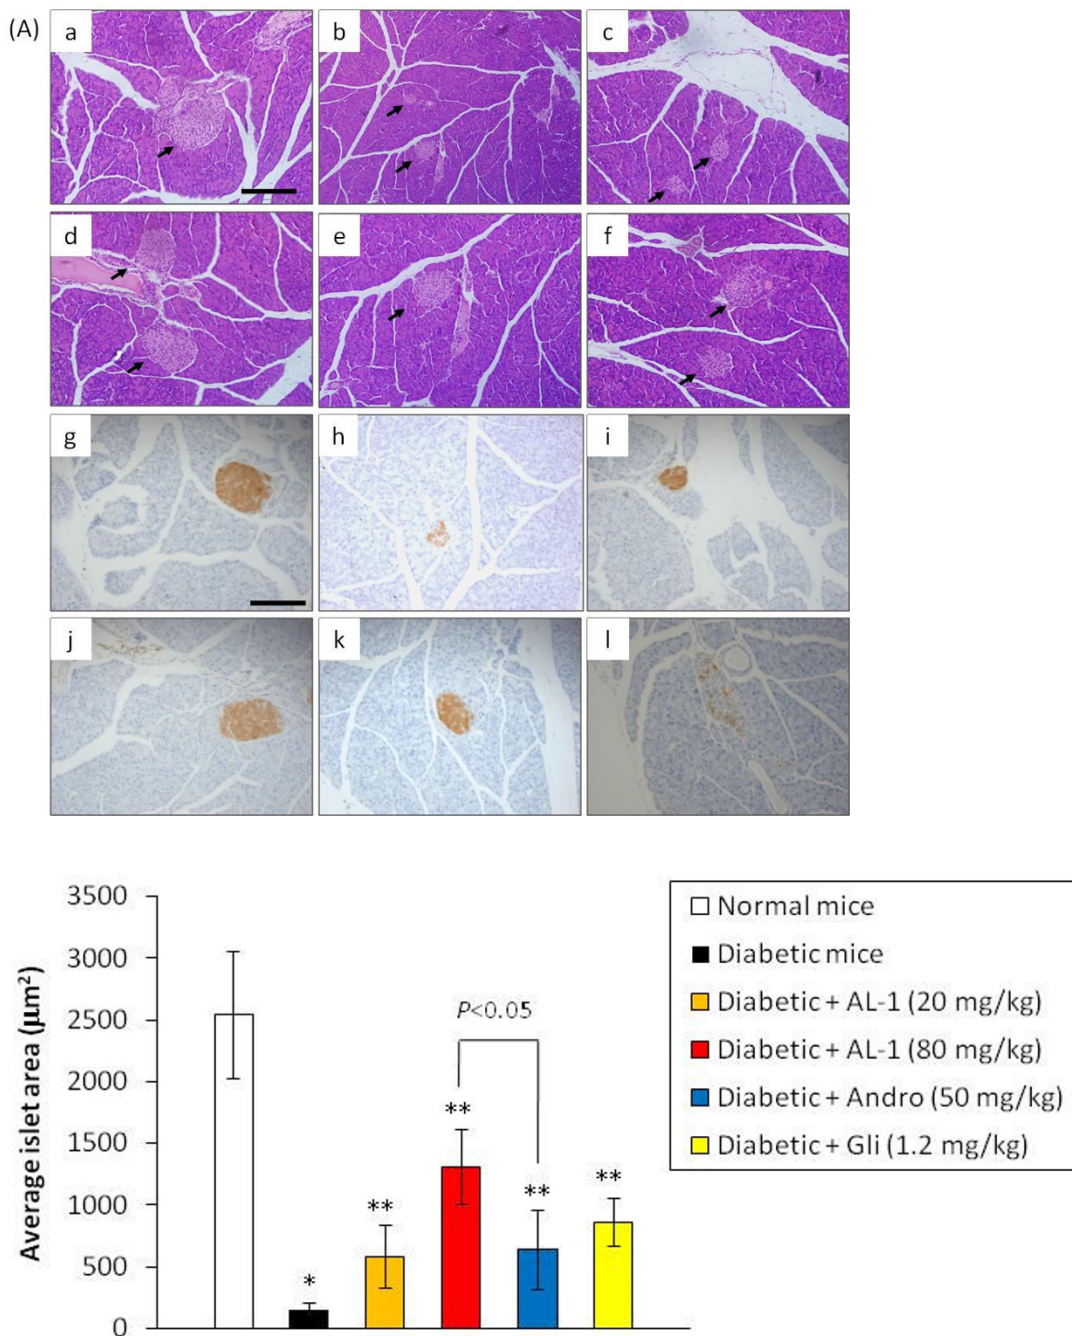 (A)
a
b
c
d
e
f
g
h
i
j
k
l
3500
3000
2500
2000
1500
1000
500
0
Average islet area (μm²)
P<0.05
*
**
**
**
**
Normal mice
Diabetic mice
Diabetic + AL-1 (20 mg/kg)
Diabetic + AL-1 (80 mg/kg)
Diabetic + Andro (50 mg/kg)
Diabetic + Gli (1.2 mg/kg)